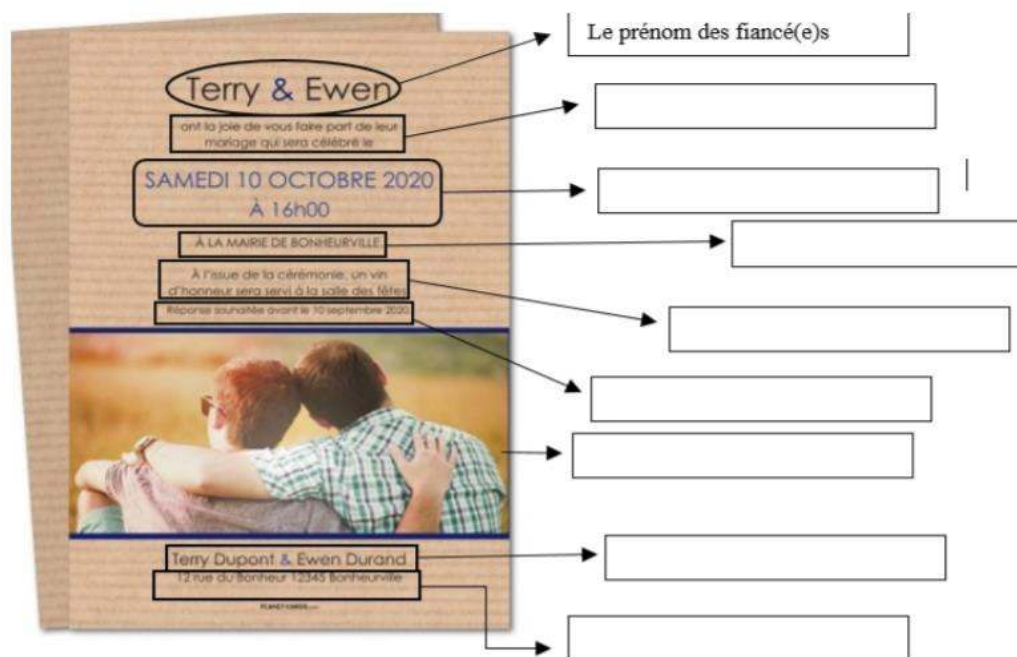 Le prénom des fiancé(e)s
Terry & Ewen
ont la joie de vous faire part de leur
mariage qui sera célébré le
SAMEDI 10 OCTOBRE 2020
À 16h00
À LA MAIRIE DE BONHEURVILLE
À l'issue de la cérémonie, un vin
d'honneur sera servi à la salle des fêtes
Réponse souhaitée avant le 10 septembre 2020
Terry Dupont & Ewen Durand
12 rue du Bonheur 12345 Bonheurville